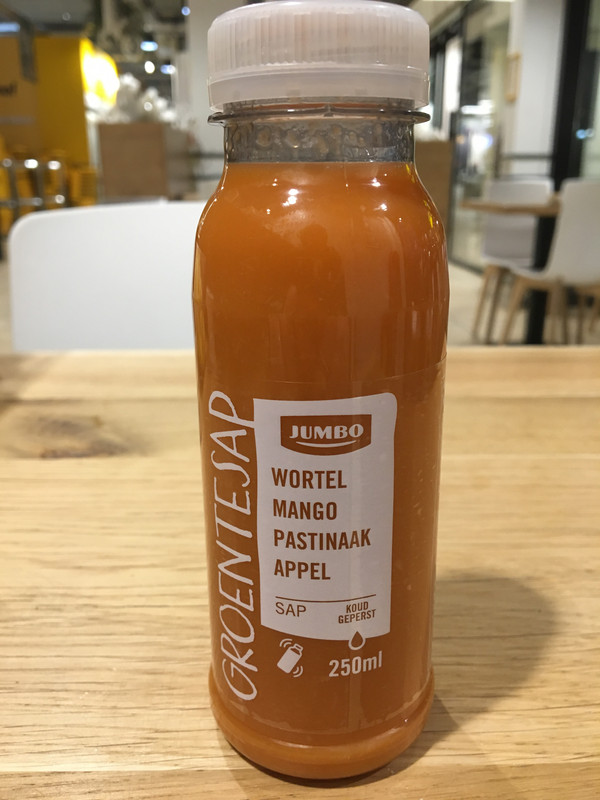 GROENTESAP
JUMBO
WORTEL
MANGO
PASTINAAK
APPEL
SAP
KOUD
GEPERST
250ml